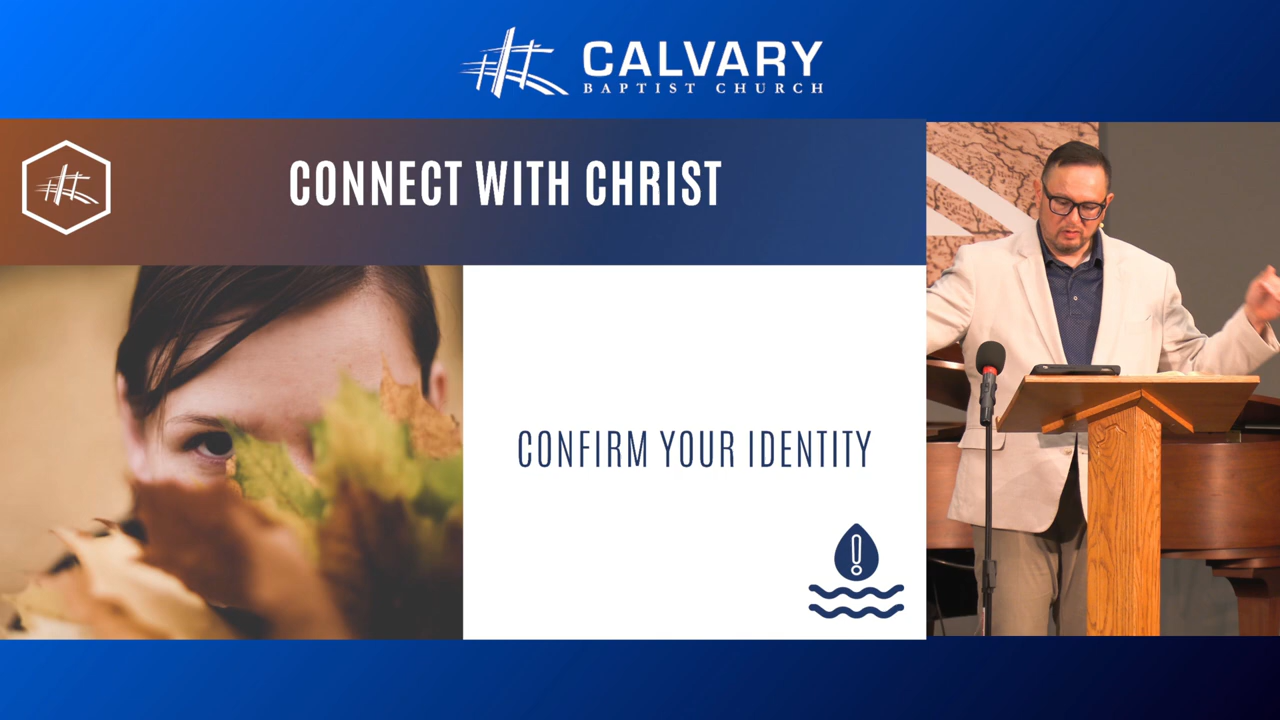 CALVARY
BAPTIST CHURCH
CONNECT WITH CHRIST
CONFIRM YOUR IDENTITY